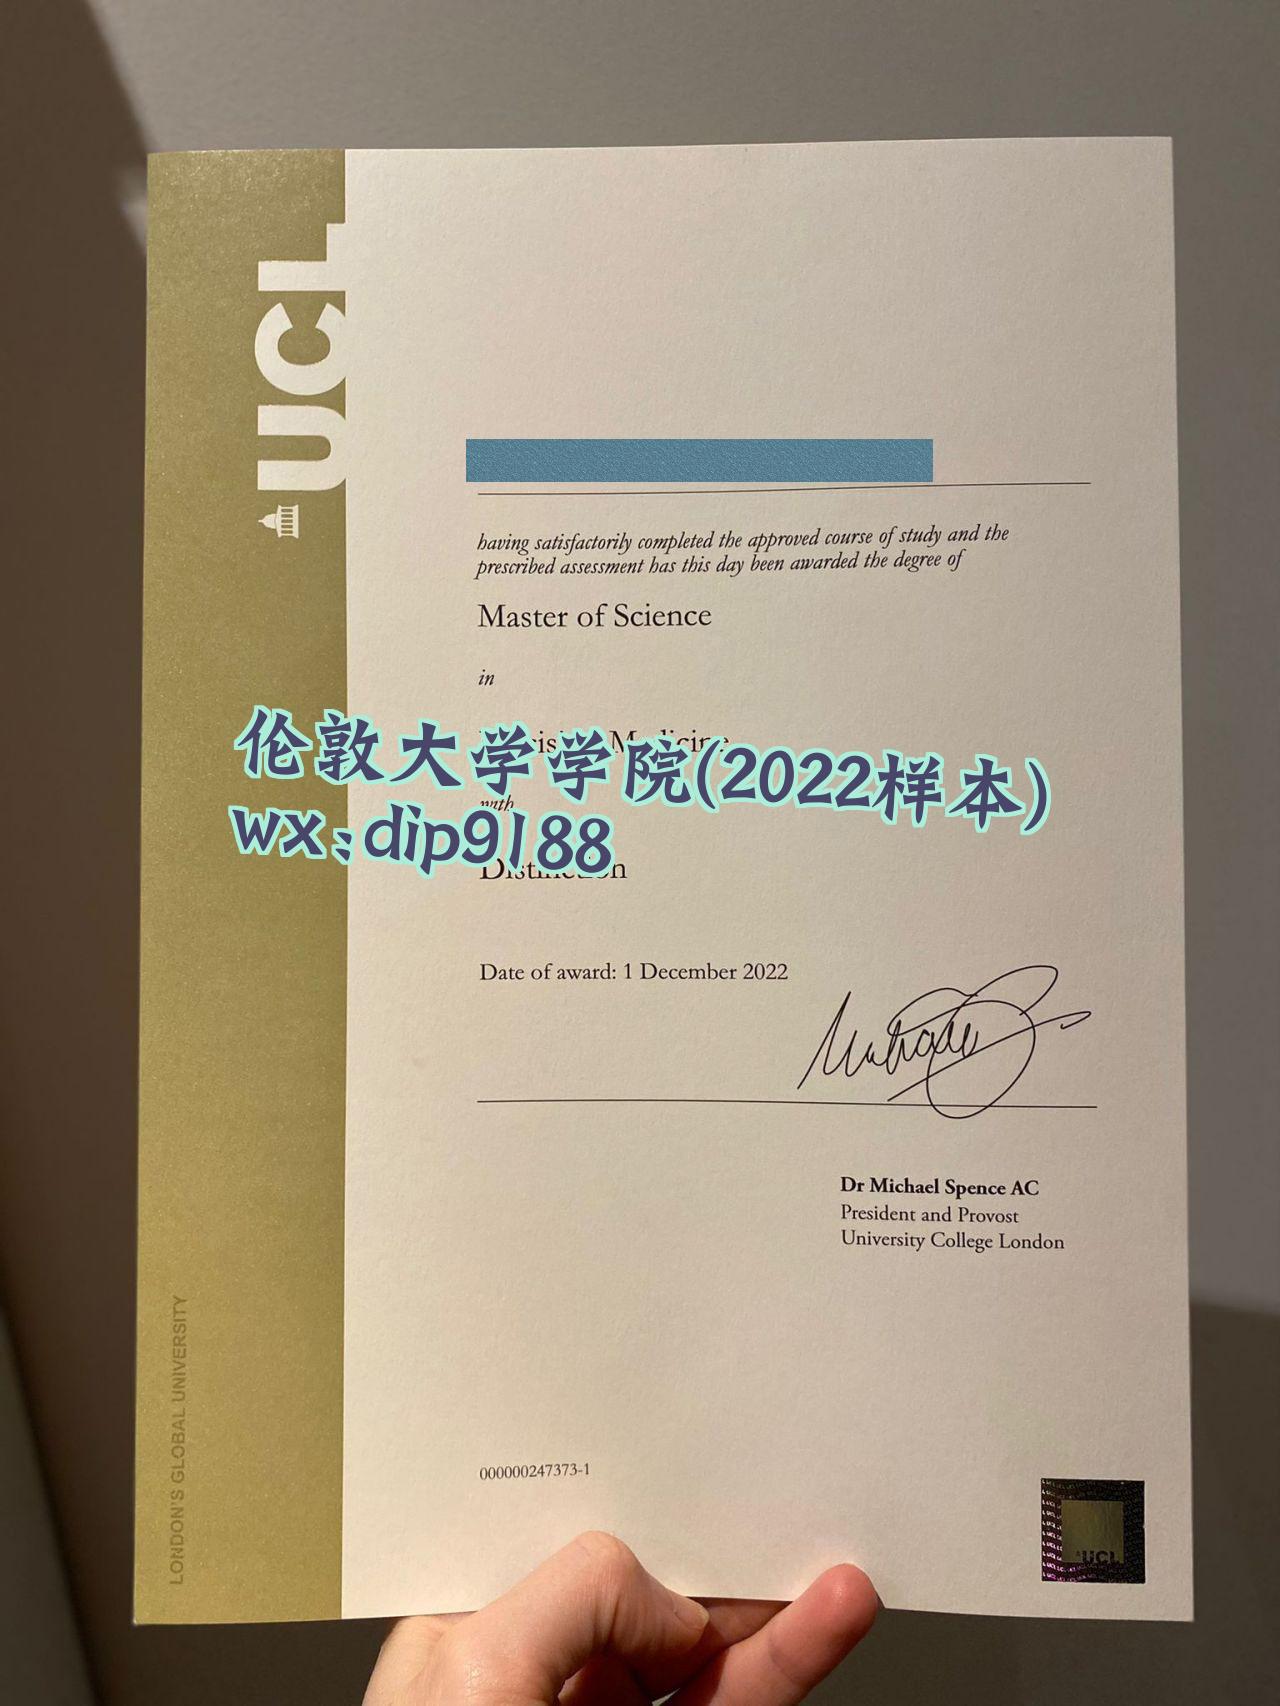 UCL
having satisfactorily completed the approved course of study and the
prescribed assessment has this day been awarded the degree of
Master of Science
in
Medicine
伦敦大学学院(2022样本)
with
wx:dip9188
Distinction
Date of award: 1 December 2022
Dr Michael Spence AC
President and Provost
University College London
LONDON'S GLOBAL UNIVERSITY
000000247373-1
UCL